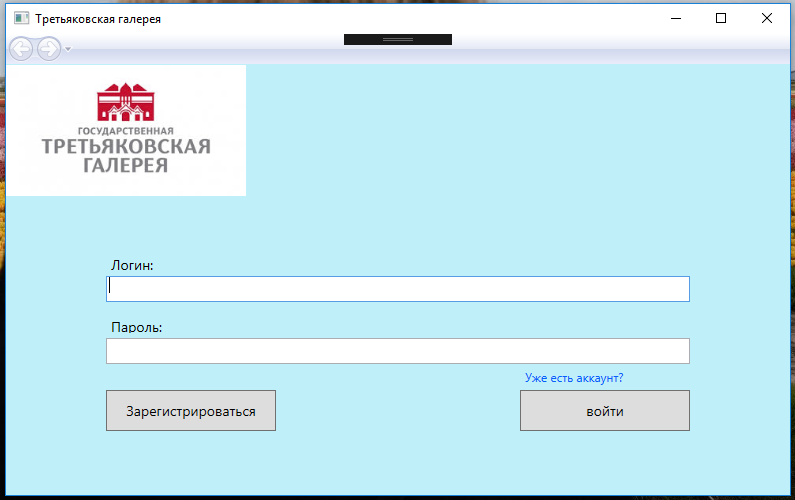 Третьяковская галерея
ГОСУДАРСТВЕННАЯ
ТРЕТЬЯКОВСКАЯ
ГАЛЕРЕЯ
Логин:
Пароль:
Уже есть аккаунт?
Зарегистрироваться
войти